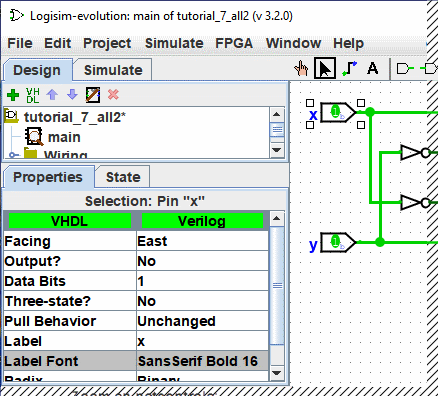 Logisim-evolution: main of tutorial_7_all2 (v 3.2.0)
File Edit Project Simulate FPGA Window Help
Design Simulate
A
VH
DL
tutorial_7_all2*
main
Wiring
Properties State
Selection: Pin "x"
VHDL Verilog
Facing East
Output? No
Data Bits 1
Three-state? No
Pull Behavior Unchanged
Label x
Label Font SansSerif Bold 16
Radix Binary
x 1
y 1